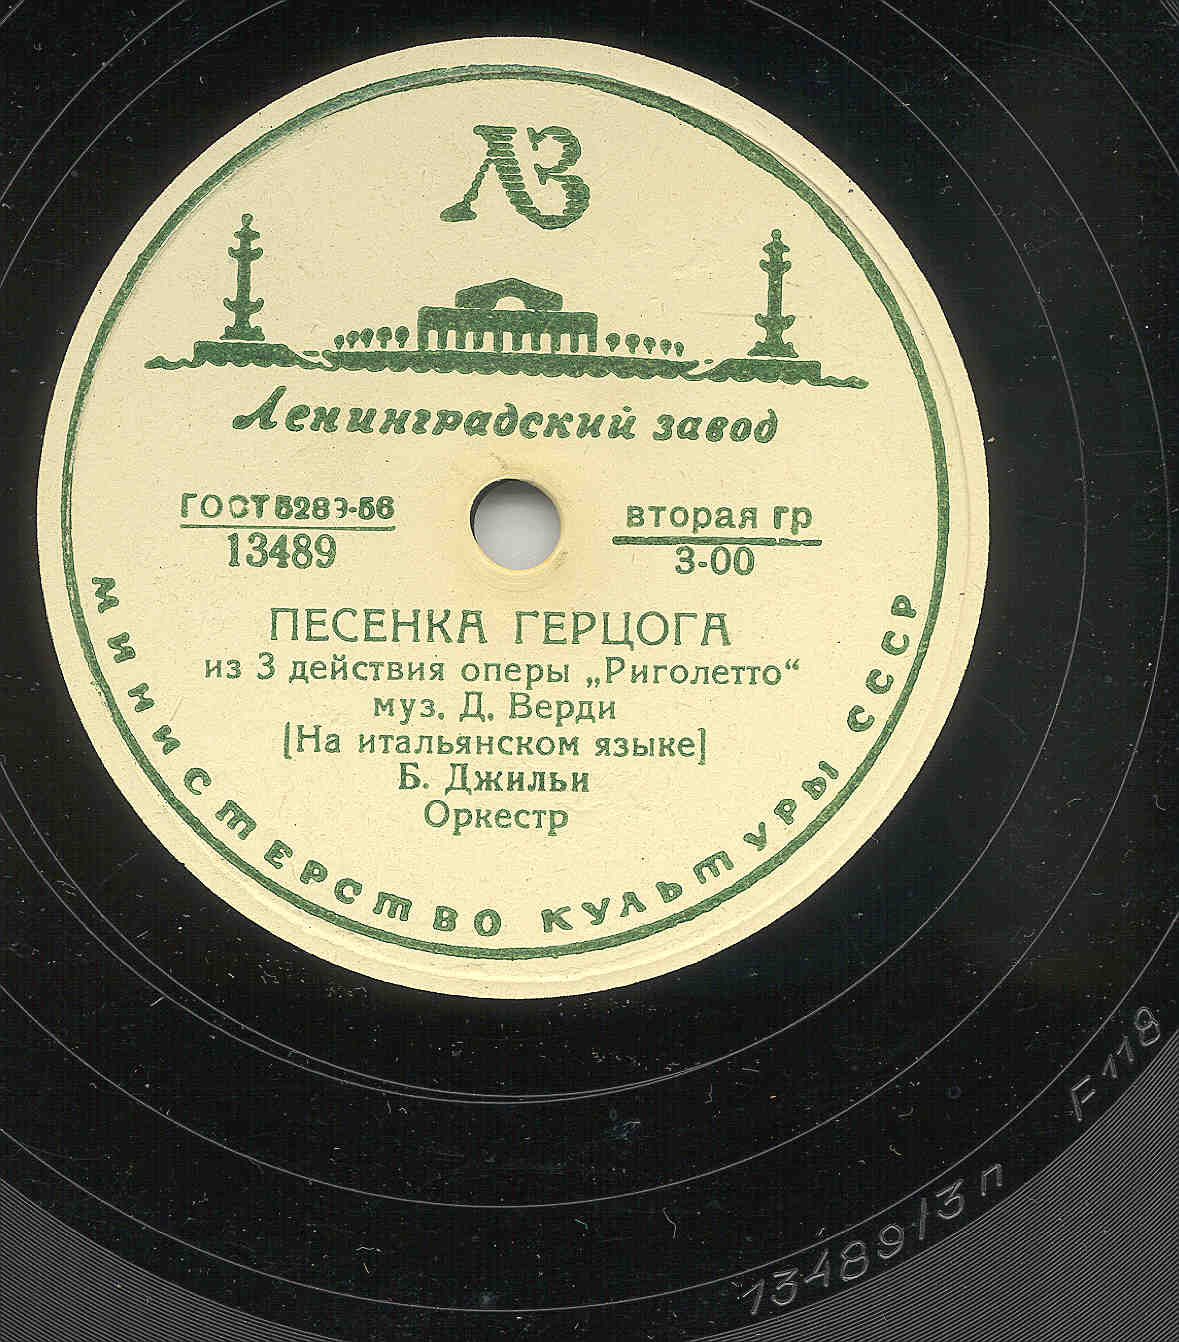 ЛЗ
Ленинградский завод
ГОСТ 5289-56
13489
вторая гр
3-00
ПЕСЕНКА ГЕРЦОГА
из 3 действия оперы „Риголетто“
муз. Д. Верди
[На итальянском языке]
Б. Джильи
Оркестр
МИНИСТЕРСТВО КУЛЬТУРЫ СССР
13489/3п
F118